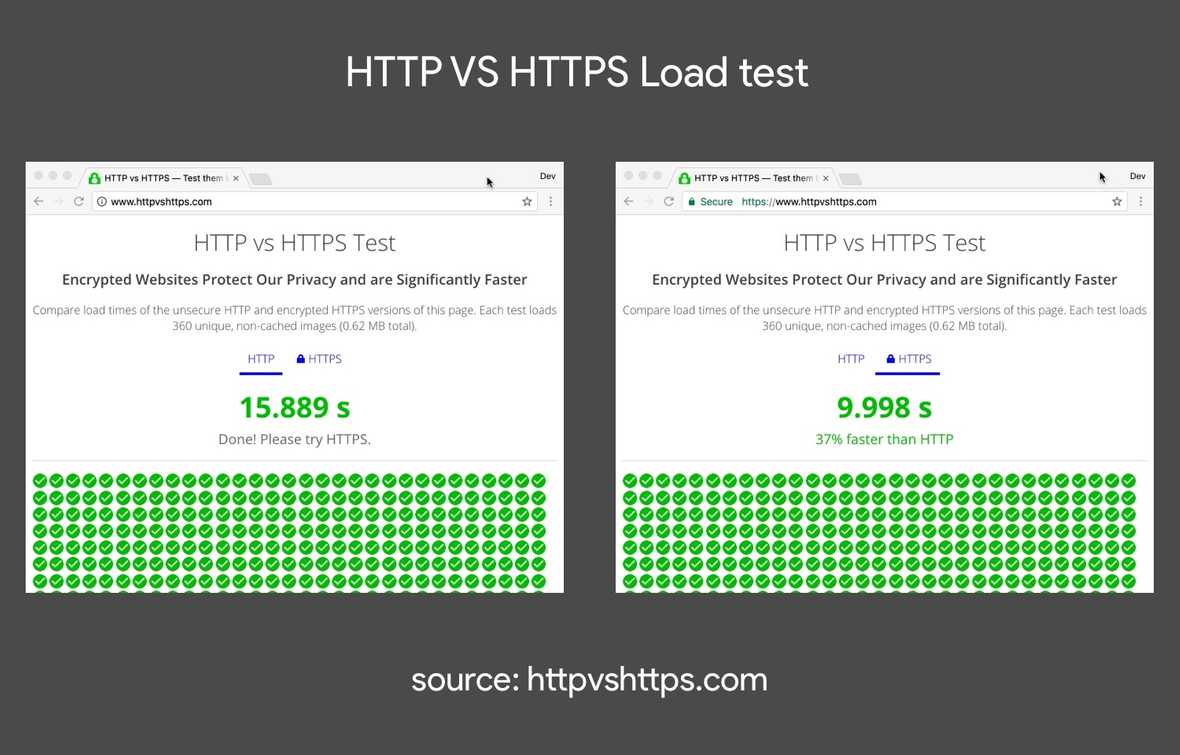 HTTP VS HTTPS Load test
HTTP vs HTTPS — Test them
Dev
www.httpvshttps.com
HTTP vs HTTPS Test
Encrypted Websites Protect Our Privacy and are Significantly Faster
Compare load times of the unsecure HTTP and encrypted HTTPS versions of this page. Each test loads
360 unique, non-cached images (0.62 MB total).
HTTP HTTPS
15.889 s
Done! Please try HTTPS.
HTTP vs HTTPS — Test them
Dev
Secure https://www.httpvshttps.com
HTTP vs HTTPS Test
Encrypted Websites Protect Our Privacy and are Significantly Faster
Compare load times of the unsecure HTTP and encrypted HTTPS versions of this page. Each test loads
360 unique, non-cached images (0.62 MB total).
HTTP HTTPS
9.998 s
37% faster than HTTP
source: httpvshttps.com